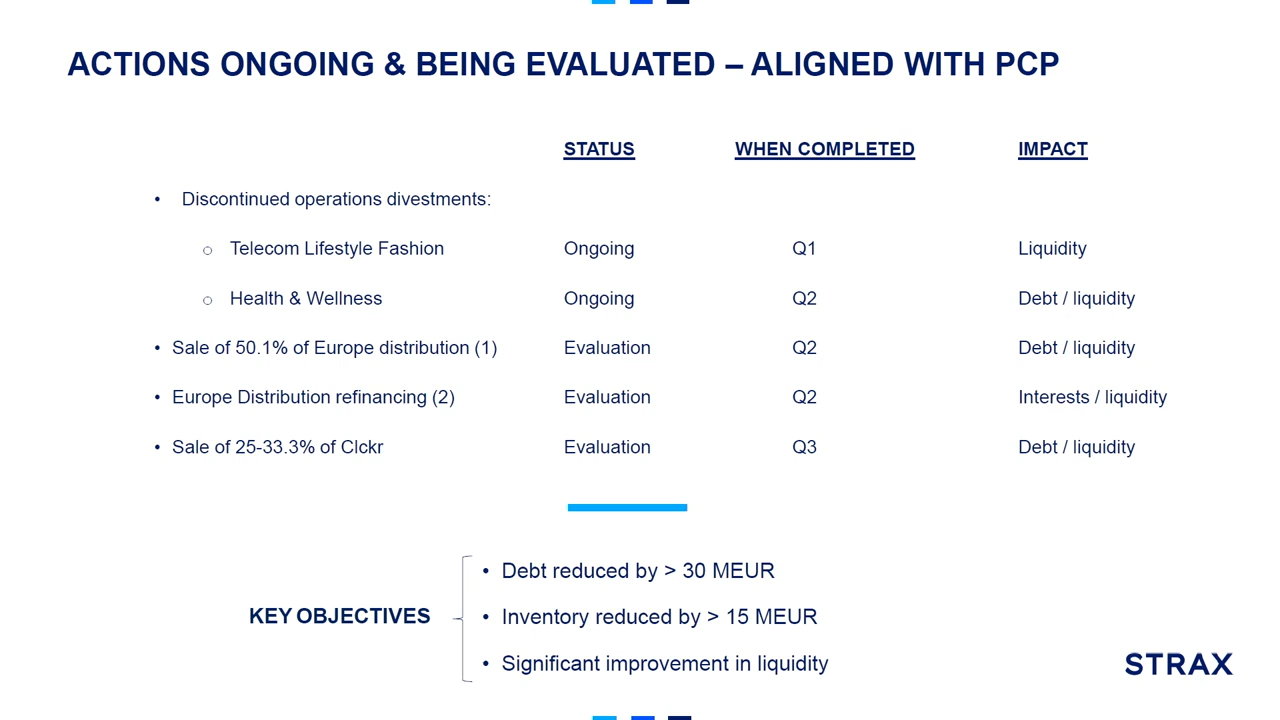 ACTIONS ONGOING & BEING EVALUATED – ALIGNED WITH PCP
STATUS WHEN COMPLETED IMPACT
• Discontinued operations divestments:
○ Telecom Lifestyle Fashion Ongoing Q1 Liquidity
○ Health & Wellness Ongoing Q2 Debt / liquidity
• Sale of 50.1% of Europe distribution (1) Evaluation Q2 Debt / liquidity
• Europe Distribution refinancing (2) Evaluation Q2 Interests / liquidity
• Sale of 25-33.3% of Clckr Evaluation Q3 Debt / liquidity
• Debt reduced by > 30 MEUR
KEY OBJECTIVES • Inventory reduced by > 15 MEUR
• Significant improvement in liquidity
STRAX